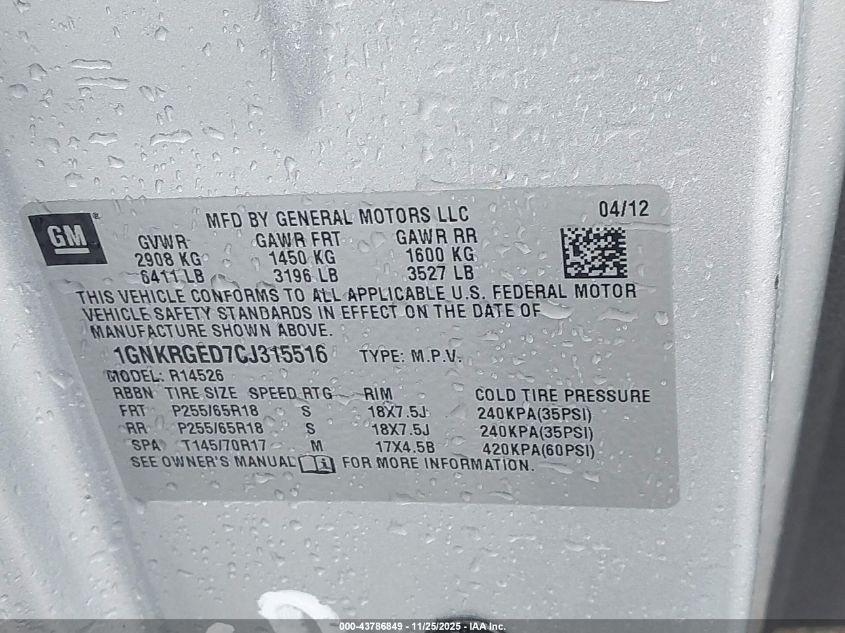 GM® MFD BY GENERAL MOTORS LLC 04/12
GVWR GAWR FRT GAWR RR
2908 KG 1450 KG 1600 KG
6411 LB 3196 LB 3527 LB
THIS VEHICLE CONFORMS TO ALL APPLICABLE U.S. FEDERAL MOTOR
VEHICLE SAFETY STANDARDS IN EFFECT ON THE DATE OF
MANUFACTURE SHOWN ABOVE.
1GNKRGED7CJ315516 TYPE: M.P.V.
MODEL: R14526
RBBN TIRE SIZE SPEED RTG RIM COLD TIRE PRESSURE
FRT P255/65R18 S 18X7.5J 240KPA(35PSI)
RR P255/65R18 S 18X7.5J 240KPA(35PSI)
SPA T145/70R17 M 17X4.5B 420KPA(60PSI)
SEE OWNER'S MANUAL FOR MORE INFORMATION.
000-43786849 - 11/25/2025 - IAA Inc.